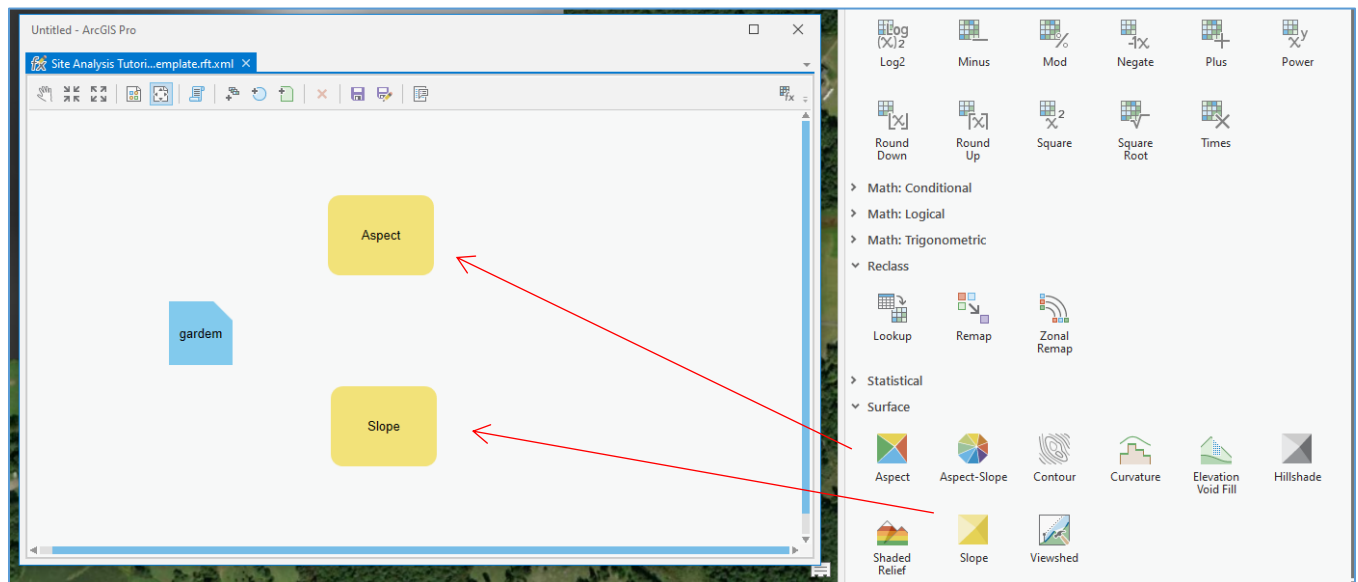 Untitled - ArcGIS Pro
Site Analysis Tutori...emplate.rft.xml
Aspect
gardem
Slope
Log2
Minus
Mod
Negate
Plus
Power
Round
Down
Round
Up
Square
Square
Root
Times
Math: Conditional
Math: Logical
Math: Trigonometric
Reclass
Lookup
Remap
Zonal
Remap
Statistical
Surface
Aspect
Aspect-Slope
Contour
Curvature
Elevation
Void Fill
Hillshade
Shaded
Relief
Slope
Viewshed